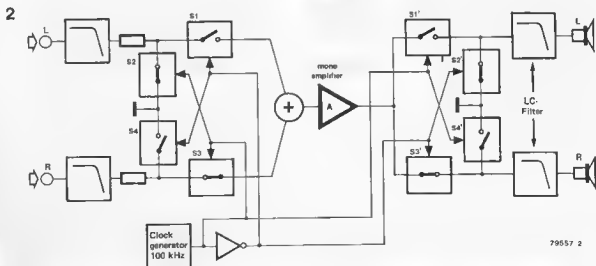 2
L
S1
S2
S4
S3
R
+
mono
amplifier
A
Clock
generator
100 kHz
S1'
S2'
S4'
S3'
L
LC-
Filter
R
79557 2